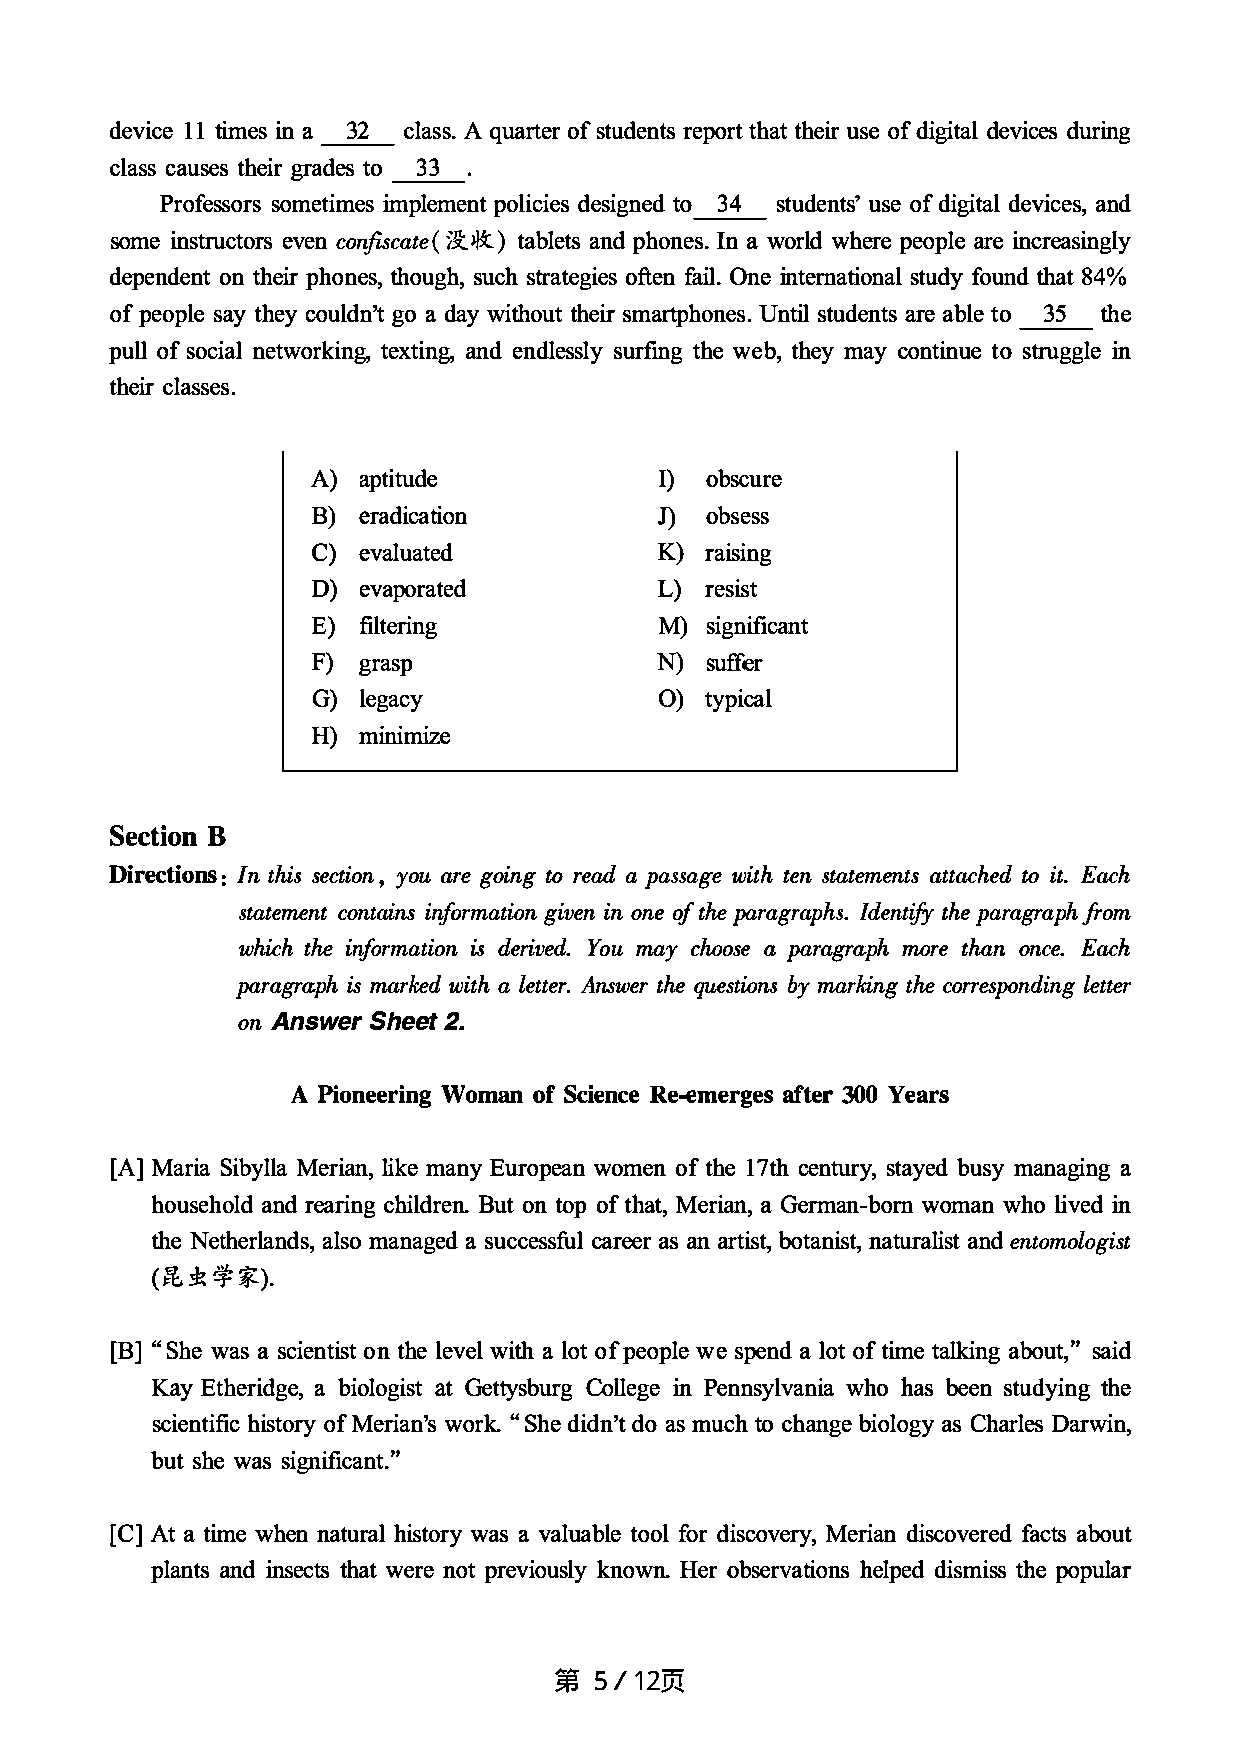 device 11 times in a 32 class. A quarter of students report that their use of digital devices during
class causes their grades to 33 .
Professors sometimes implement policies designed to 34 students’ use of digital devices, and
some instructors even confiscate(没收) tablets and phones. In a world where people are increasingly
dependent on their phones, though, such strategies often fail. One international study found that 84%
of people say they couldn’t go a day without their smartphones. Until students are able to 35 the
pull of social networking, texting, and endlessly surfing the web, they may continue to struggle in
their classes.
A) aptitude I) obscure
B) eradication J) obsess
C) evaluated K) raising
D) evaporated L) resist
E) filtering M) significant
F) grasp N) suffer
G) legacy O) typical
H) minimize
Section B
Directions: In this section, you are going to read a passage with ten statements attached to it. Each
statement contains information given in one of the paragraphs. Identify the paragraph from
which the information is derived. You may choose a paragraph more than once. Each
paragraph is marked with a letter. Answer the questions by marking the corresponding letter
on Answer Sheet 2.
A Pioneering Woman of Science Re-emerges after 300 Years
[A] Maria Sibylla Merian, like many European women of the 17th century, stayed busy managing a
household and rearing children. But on top of that, Merian, a German-born woman who lived in
the Netherlands, also managed a successful career as an artist, botanist, naturalist and entomologist
(昆虫学家).
[B] “She was a scientist on the level with a lot of people we spend a lot of time talking about,” said
Kay Etheridge, a biologist at Gettysburg College in Pennsylvania who has been studying the
scientific history of Merian’s work. “She didn’t do as much to change biology as Charles Darwin,
but she was significant.”
[C] At a time when natural history was a valuable tool for discovery, Merian discovered facts about
plants and insects that were not previously known. Her observations helped dismiss the popular
第 5 / 12页